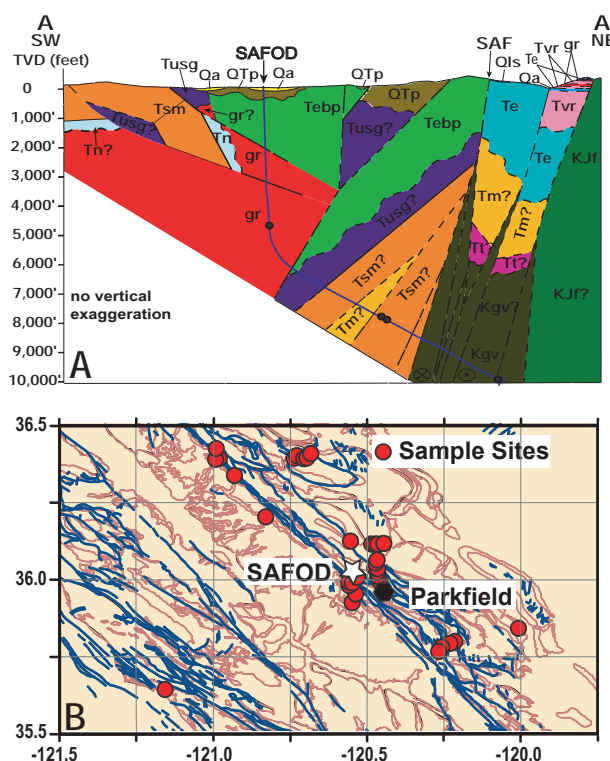 A
SW
A
NE
TVD (feet)
SAFOD
SAF
Tusg
Qa
QTp
Qa
QTp
Qls
Te
Qa
Tvr
gr
0
1,000'
2,000'
3,000'
4,000'
5,000'
6,000'
7,000'
8,000'
9,000'
10,000'
Tsm
Tusg?
Tn?
gr?
Tn
gr
gr
Tebp
QTp
Tusg?
Tebp
Tusg?
Te
Tvr
Te
KJf
Tm?
Tm?
Tt?
Tt?
Tsm?
Tsm?
Tm?
Kgv?
Kgv
KJf?
no vertical
exaggeration
A
36.5
36.0
35.5
Sample Sites
SAFOD
Parkfield
B
-121.5
-121.0
-120.5
-120.0